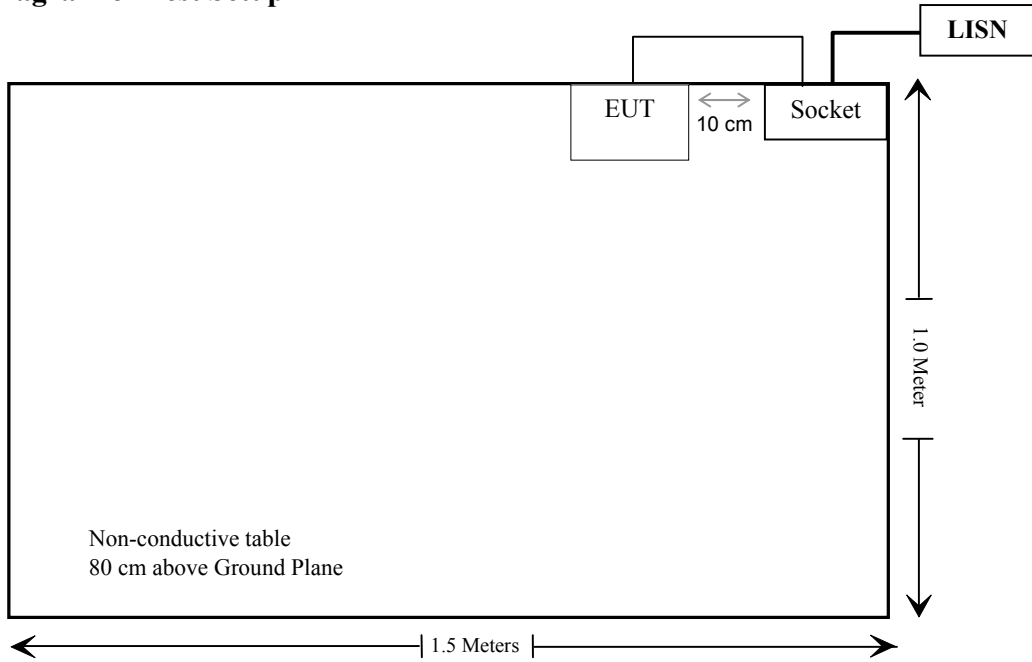 LISN
EUT
Socket
10 cm
1.0 Meter
Non-conductive table
80 cm above Ground Plane
1.5 Meters